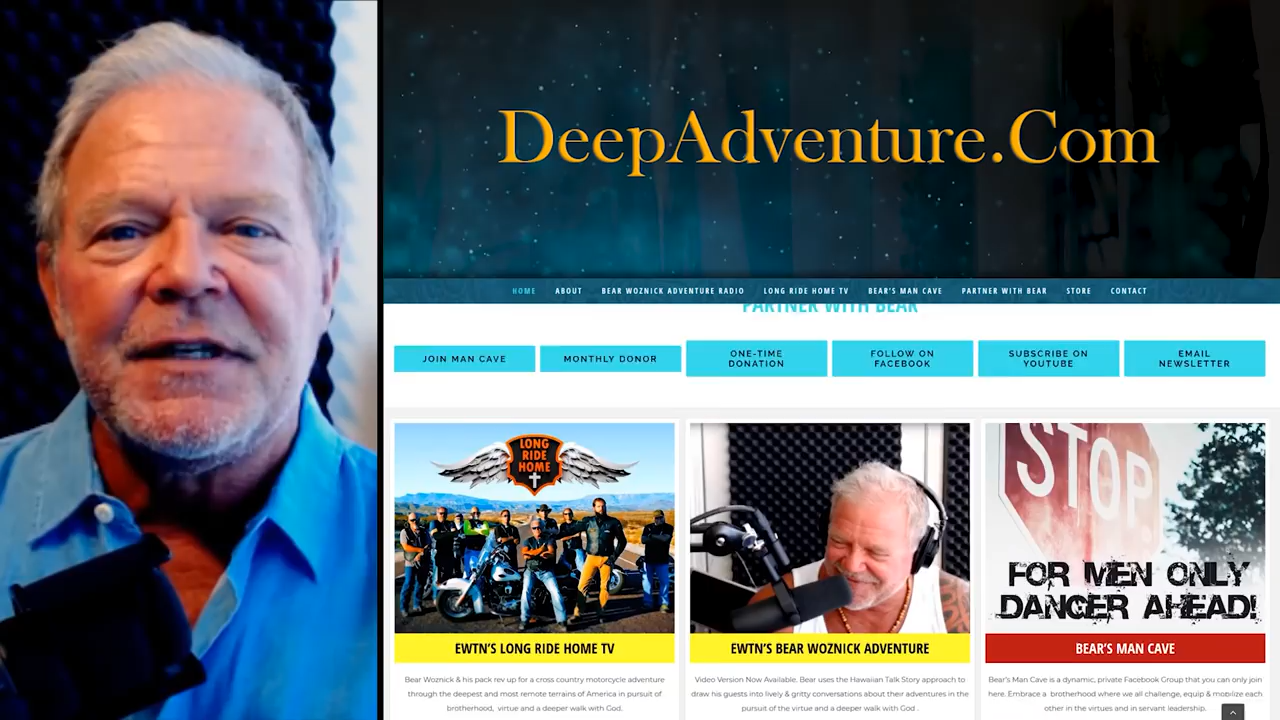 DeepAdventure.Com
HOME ABOUT BEAR WOZNICK ADVENTURE RADIO LONG RIDE HOME TV BEAR'S MAN CAVE PARTNER WITH BEAR STORE CONTACT
PARTNER WITH BEAR
JOIN MAN CAVE
MONTHLY DONOR
ONE-TIME
DONATION
FOLLOW ON
FACEBOOK
SUBSCRIBE ON
YOUTUBE
EMAIL
NEWSLETTER
LONG
RIDE
HOME
EWTN'S LONG RIDE HOME TV
Bear Woznick & his pack rev up for a cross country motorcycle adventure
through the deepest and most remote terrains of America in pursuit of
brotherhood, virtue and a deeper walk with God.
EWTN'S BEAR WOZNICK ADVENTURE
Video Version Now Available. Bear uses the Hawaiian Talk Story approach to
draw his guests into lively & gritty conversations about their adventures in the
pursuit of the virtue and a deeper walk with God .
STOP
FOR MEN ONLY
DANGER AHEAD!
BEAR'S MAN CAVE
Bear's Man Cave is a dynamic, private Facebook Group that you can only join
here. Embrace a brotherhood where we all challenge, equip & mobilize each
other in the virtues and in servant leadership.